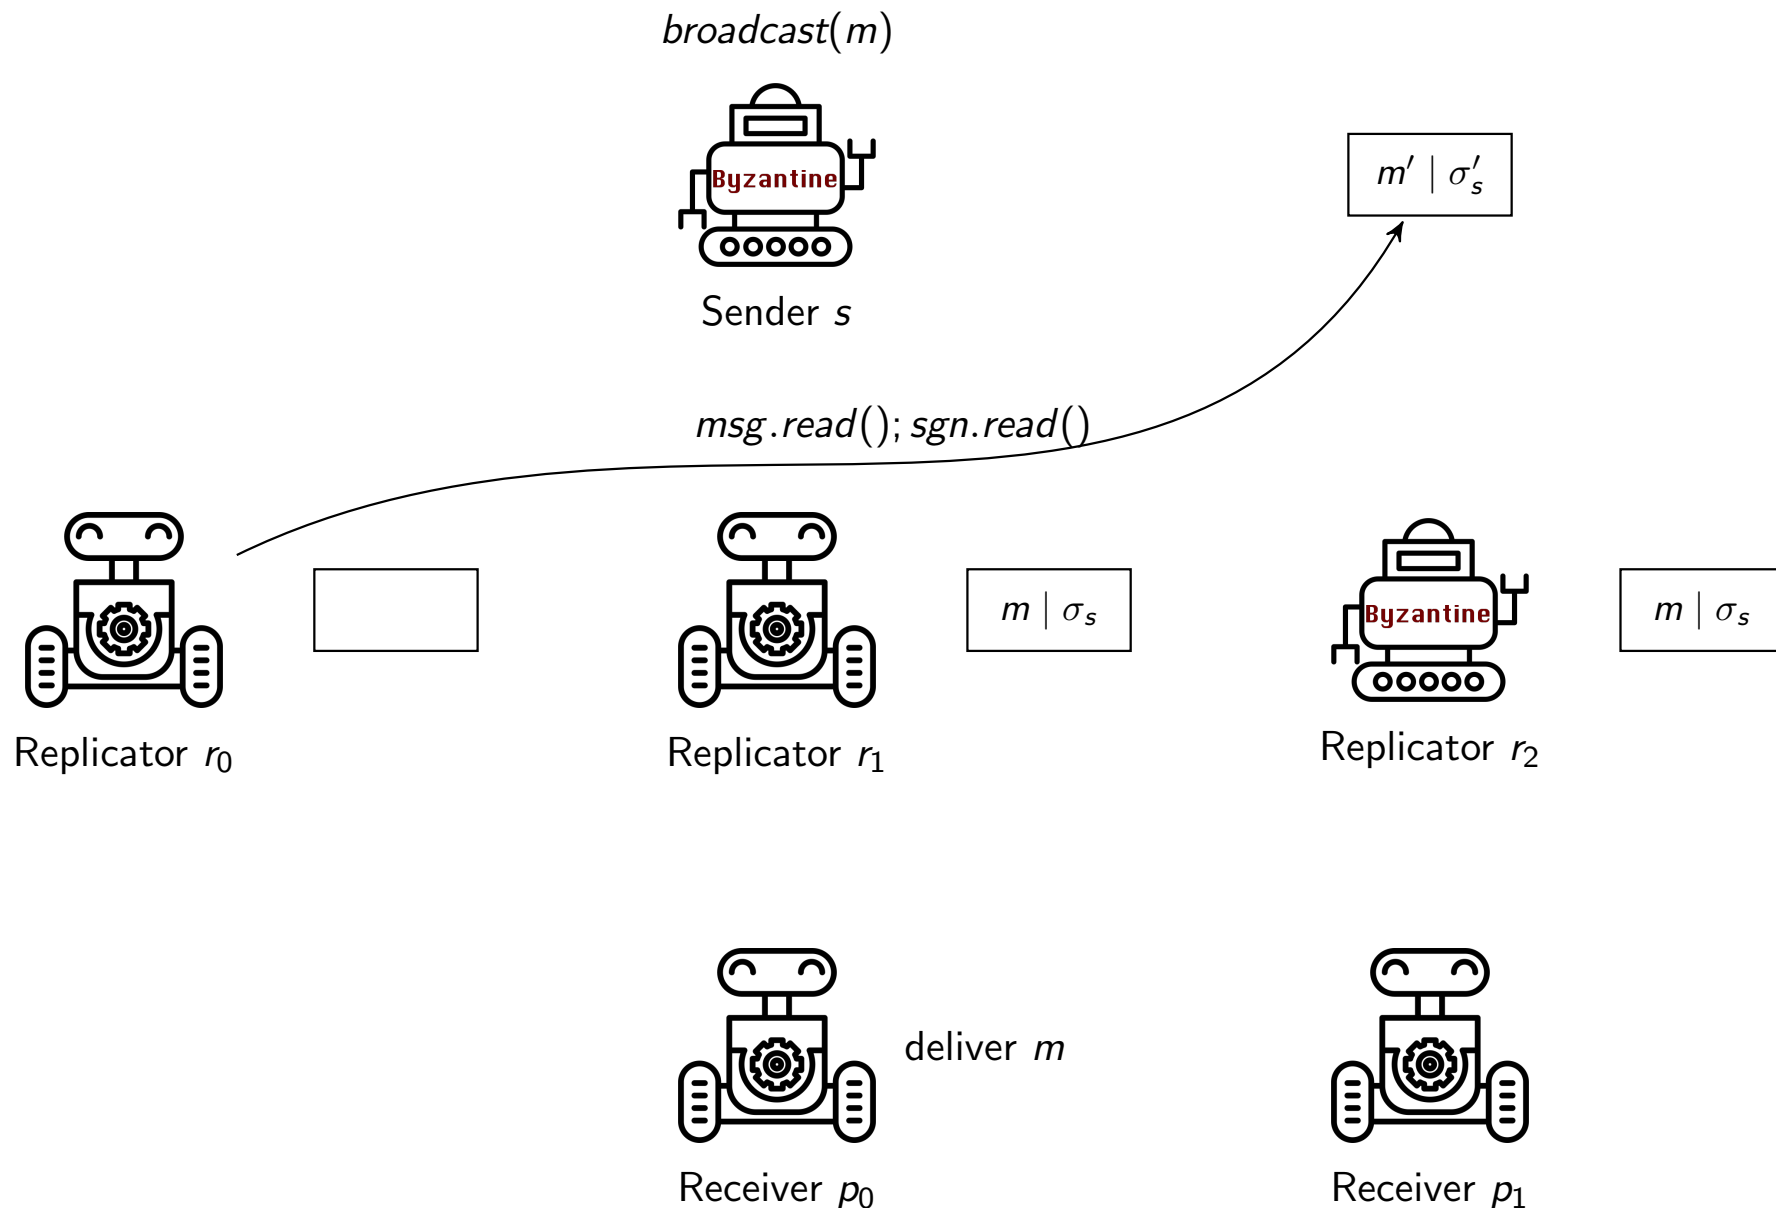 broadcast(m)
Byzantine
m′ | σ′ₛ
Sender s
msg.read(); sgn.read()
m | σₛ
Byzantine
m | σₛ
Replicator r₀
Replicator r₁
Replicator r₂
deliver m
Receiver p₀
Receiver p₁